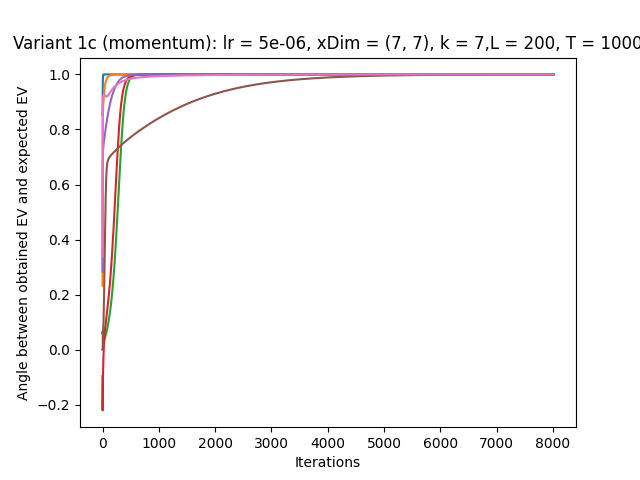 Variant 1c (momentum): lr = 5e-06, xDim = (7, 7), k = 7,L = 200, T = 1000
1.0
0.8
0.6
0.4
0.2
0.0
−0.2
Angle between obtained EV and expected EV
0 1000 2000 3000 4000 5000 6000 7000 8000
Iterations